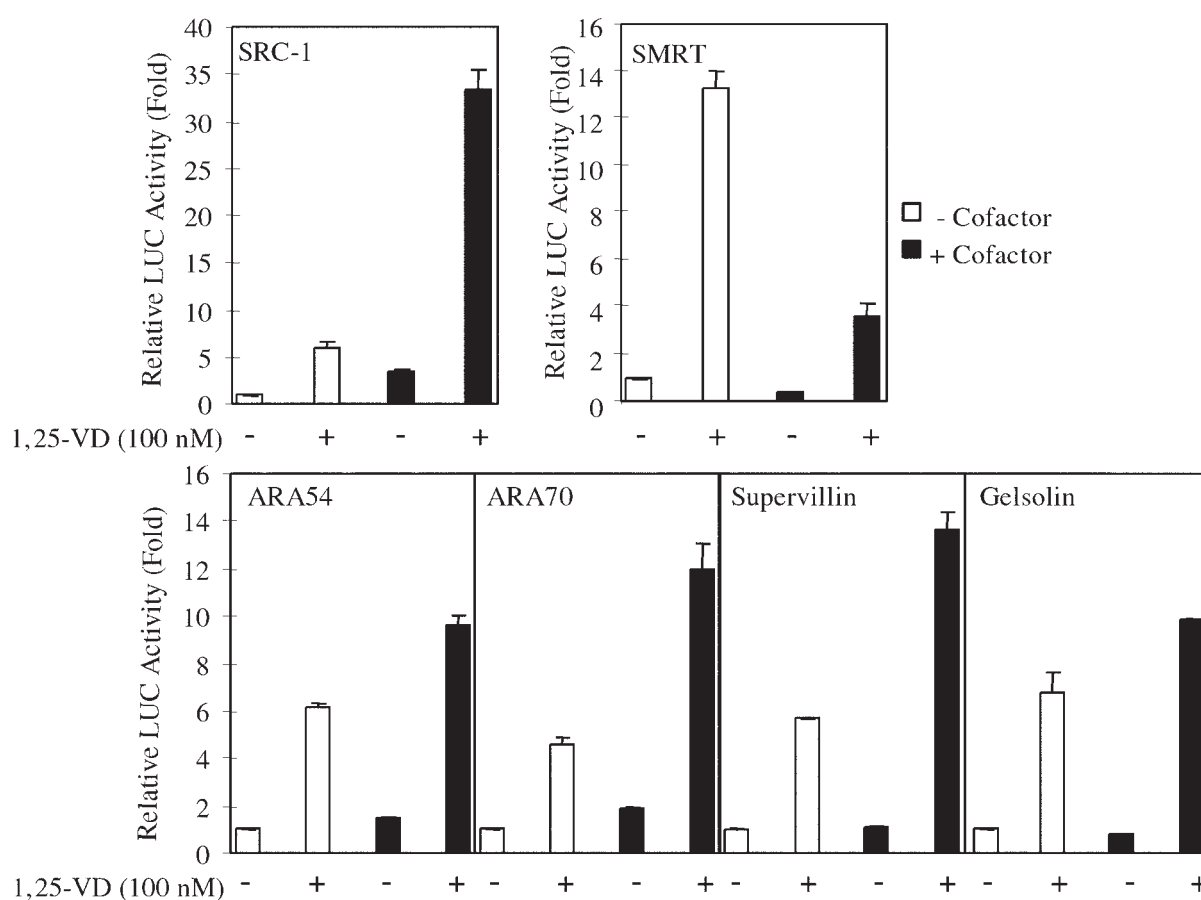 SRC-1
Relative LUC Activity (Fold)
40
35
30
25
20
15
10
5
0
SMRT
Relative LUC Activity (Fold)
16
14
12
10
8
6
4
2
0
- Cofactor
+ Cofactor
1,25-VD (100 nM) - + - + - + - +
ARA54 ARA70 Supervillin Gelsolin
Relative LUC Activity (Fold)
16
14
12
10
8
6
4
2
0
1,25-VD (100 nM) - + - + - + - + - + - + - + - +